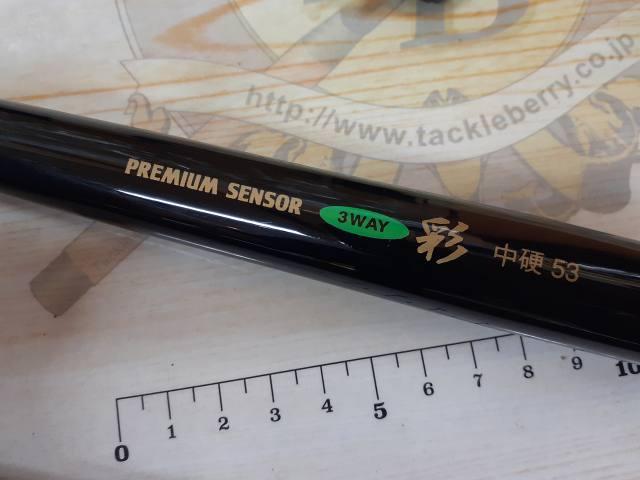 http://www.tackleberry.co.jp
PREMIUM SENSOR 3WAY 彩 中硬 53
0 1 2 3 4 5 6 7 8 9 10